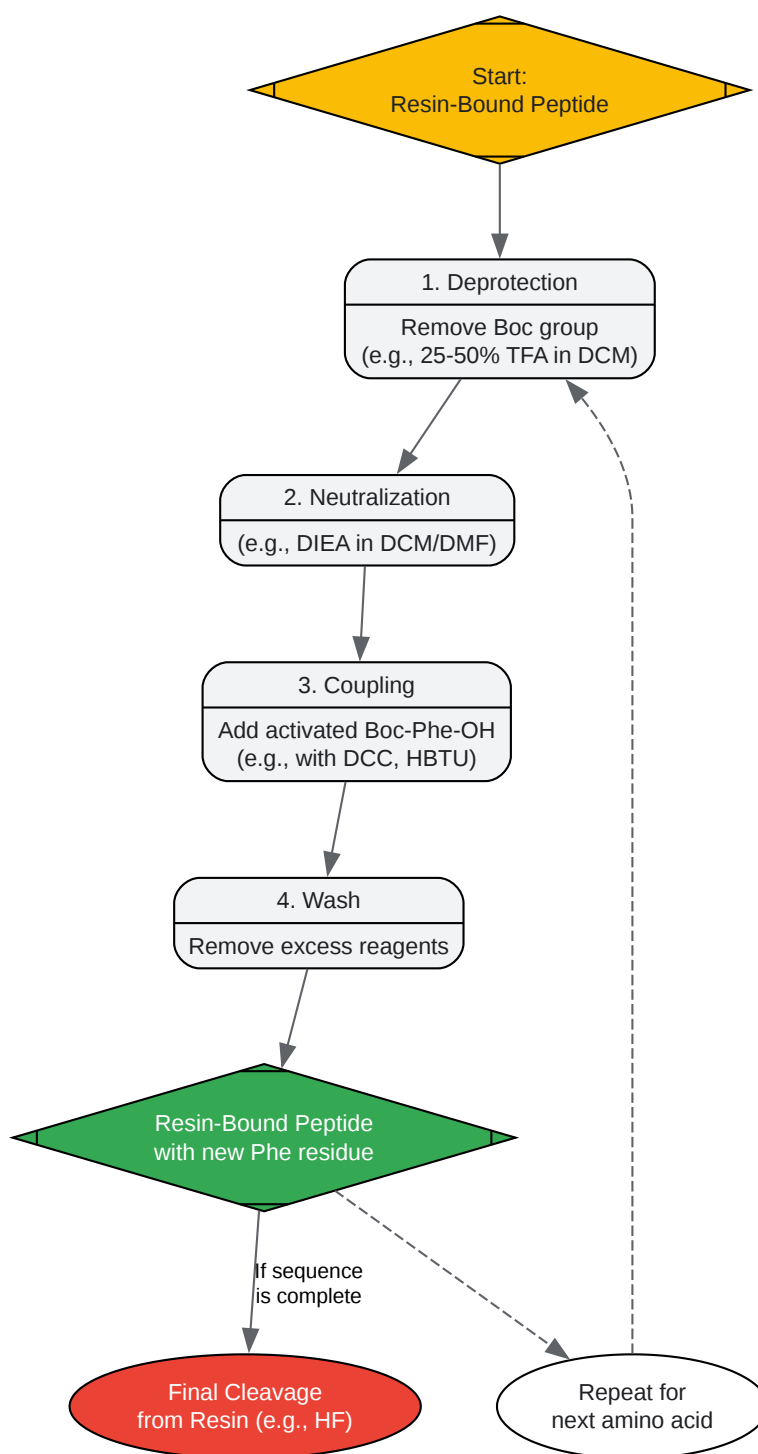 Start:
Resin-Bound Peptide
1. Deprotection
Remove Boc group
(e.g., 25-50% TFA in DCM)
2. Neutralization
(e.g., DIEA in DCM/DMF)
3. Coupling
Add activated Boc-Phe-OH
(e.g., with DCC, HBTU)
4. Wash
Remove excess reagents
Resin-Bound Peptide
with new Phe residue
If sequence
is complete
Final Cleavage
from Resin (e.g., HF)
Repeat for
next amino acid